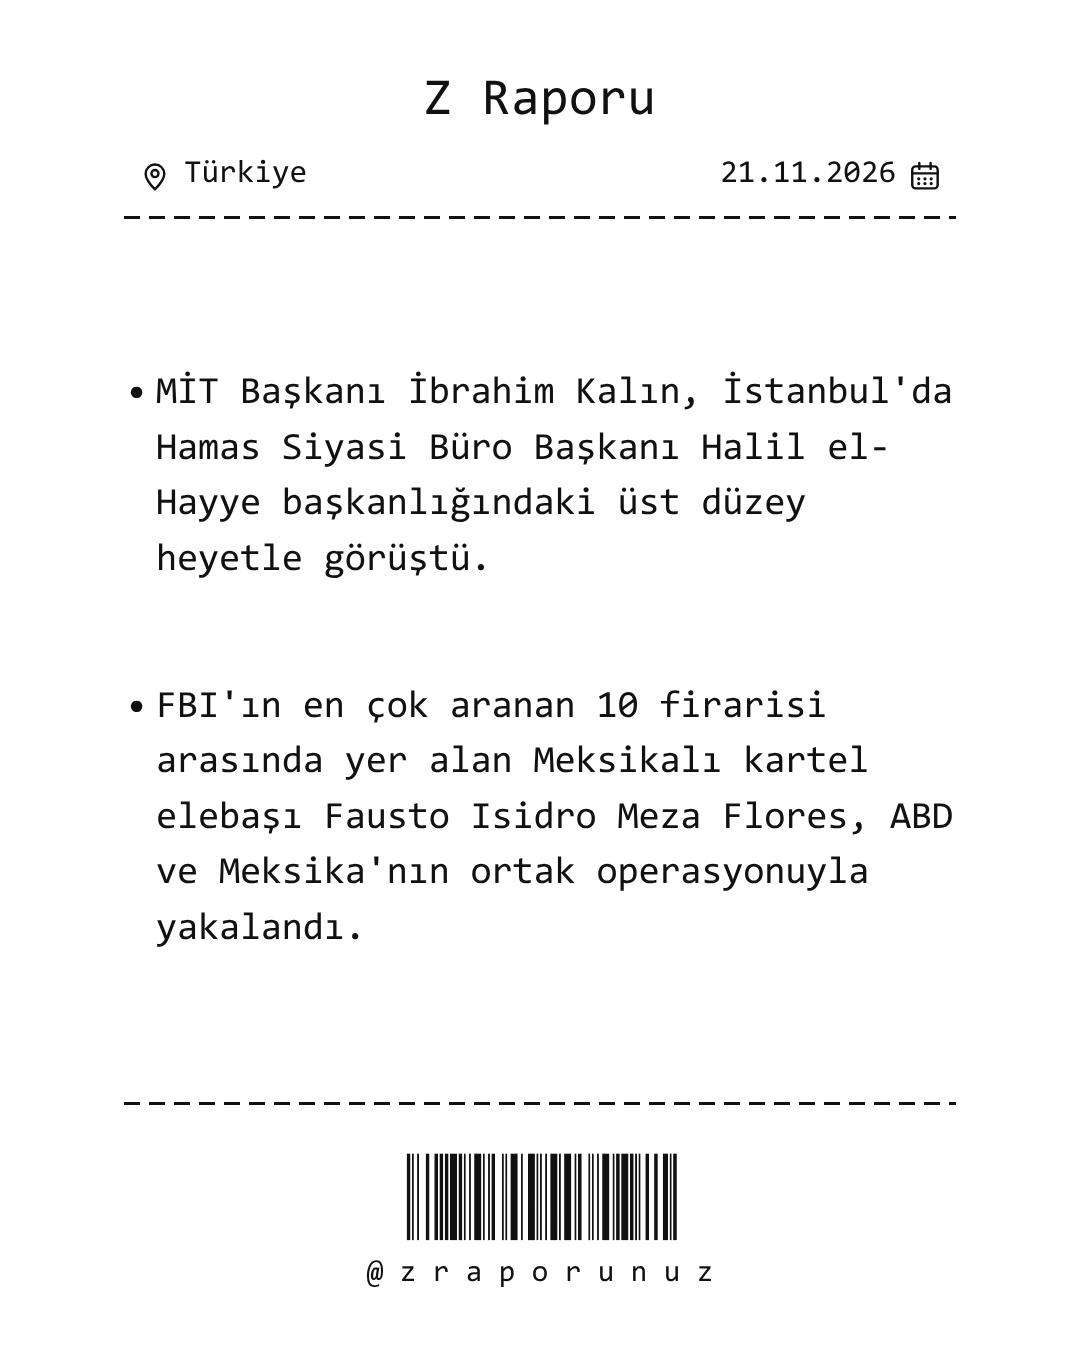 Z Raporu
Türkiye
21.11.2026
• MİT Başkanı İbrahim Kalın, İstanbul'da
Hamas Siyasi Büro Başkanı Halil el-
Hayye başkanlığındaki üst düzey
heyetle görüştü.
• FBI'ın en çok aranan 10 firarisi
arasında yer alan Meksikalı kartel
elebaşı Fausto Isidro Meza Flores, ABD
ve Meksika'nın ortak operasyonuyla
yakalandı.
@zraporunuz